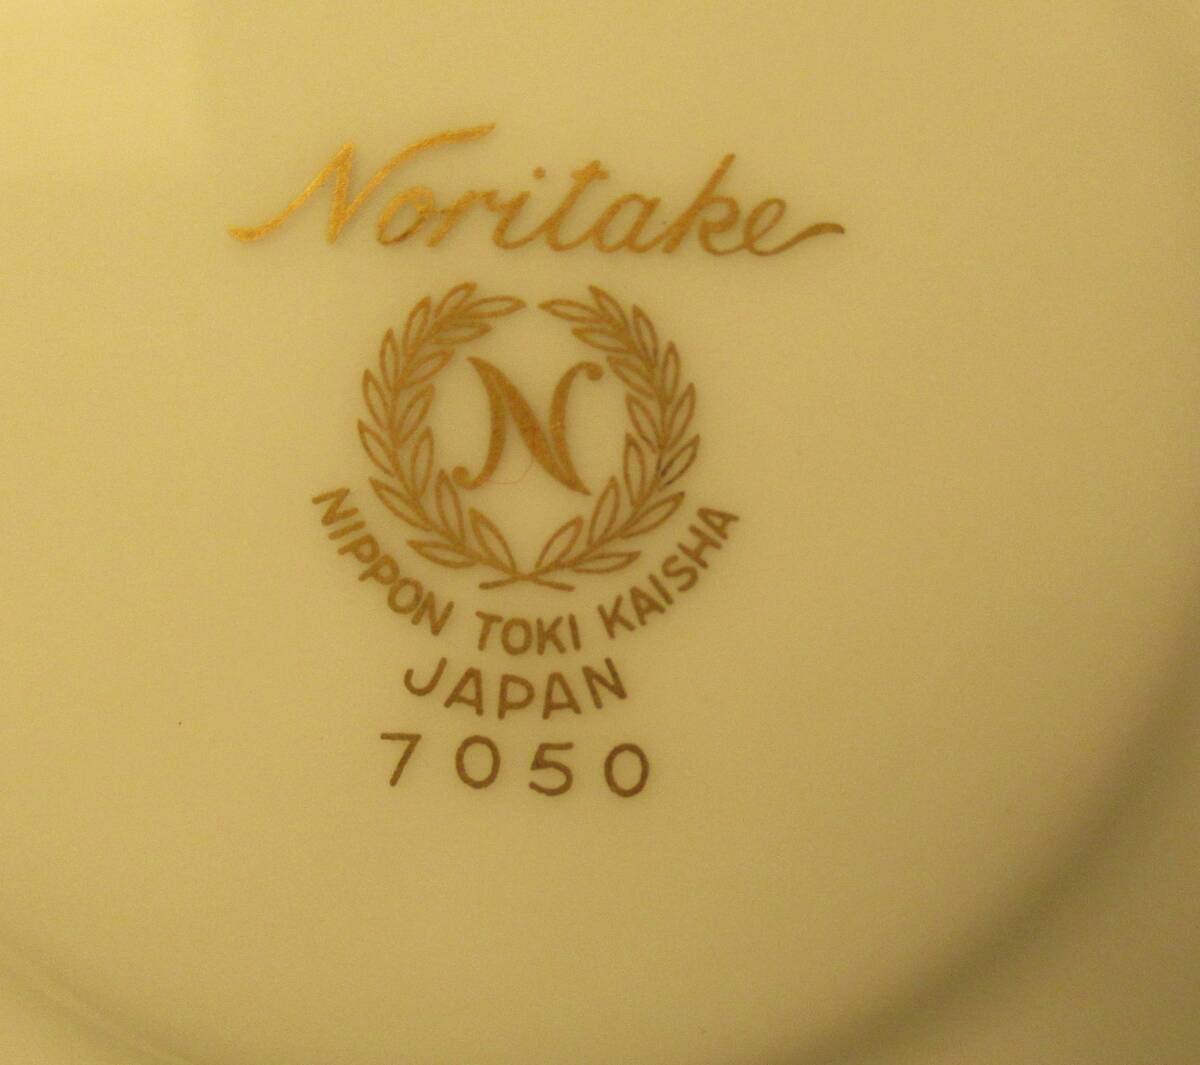 Noritake
N
NIPPON TOKI KAISHA
JAPAN
7050